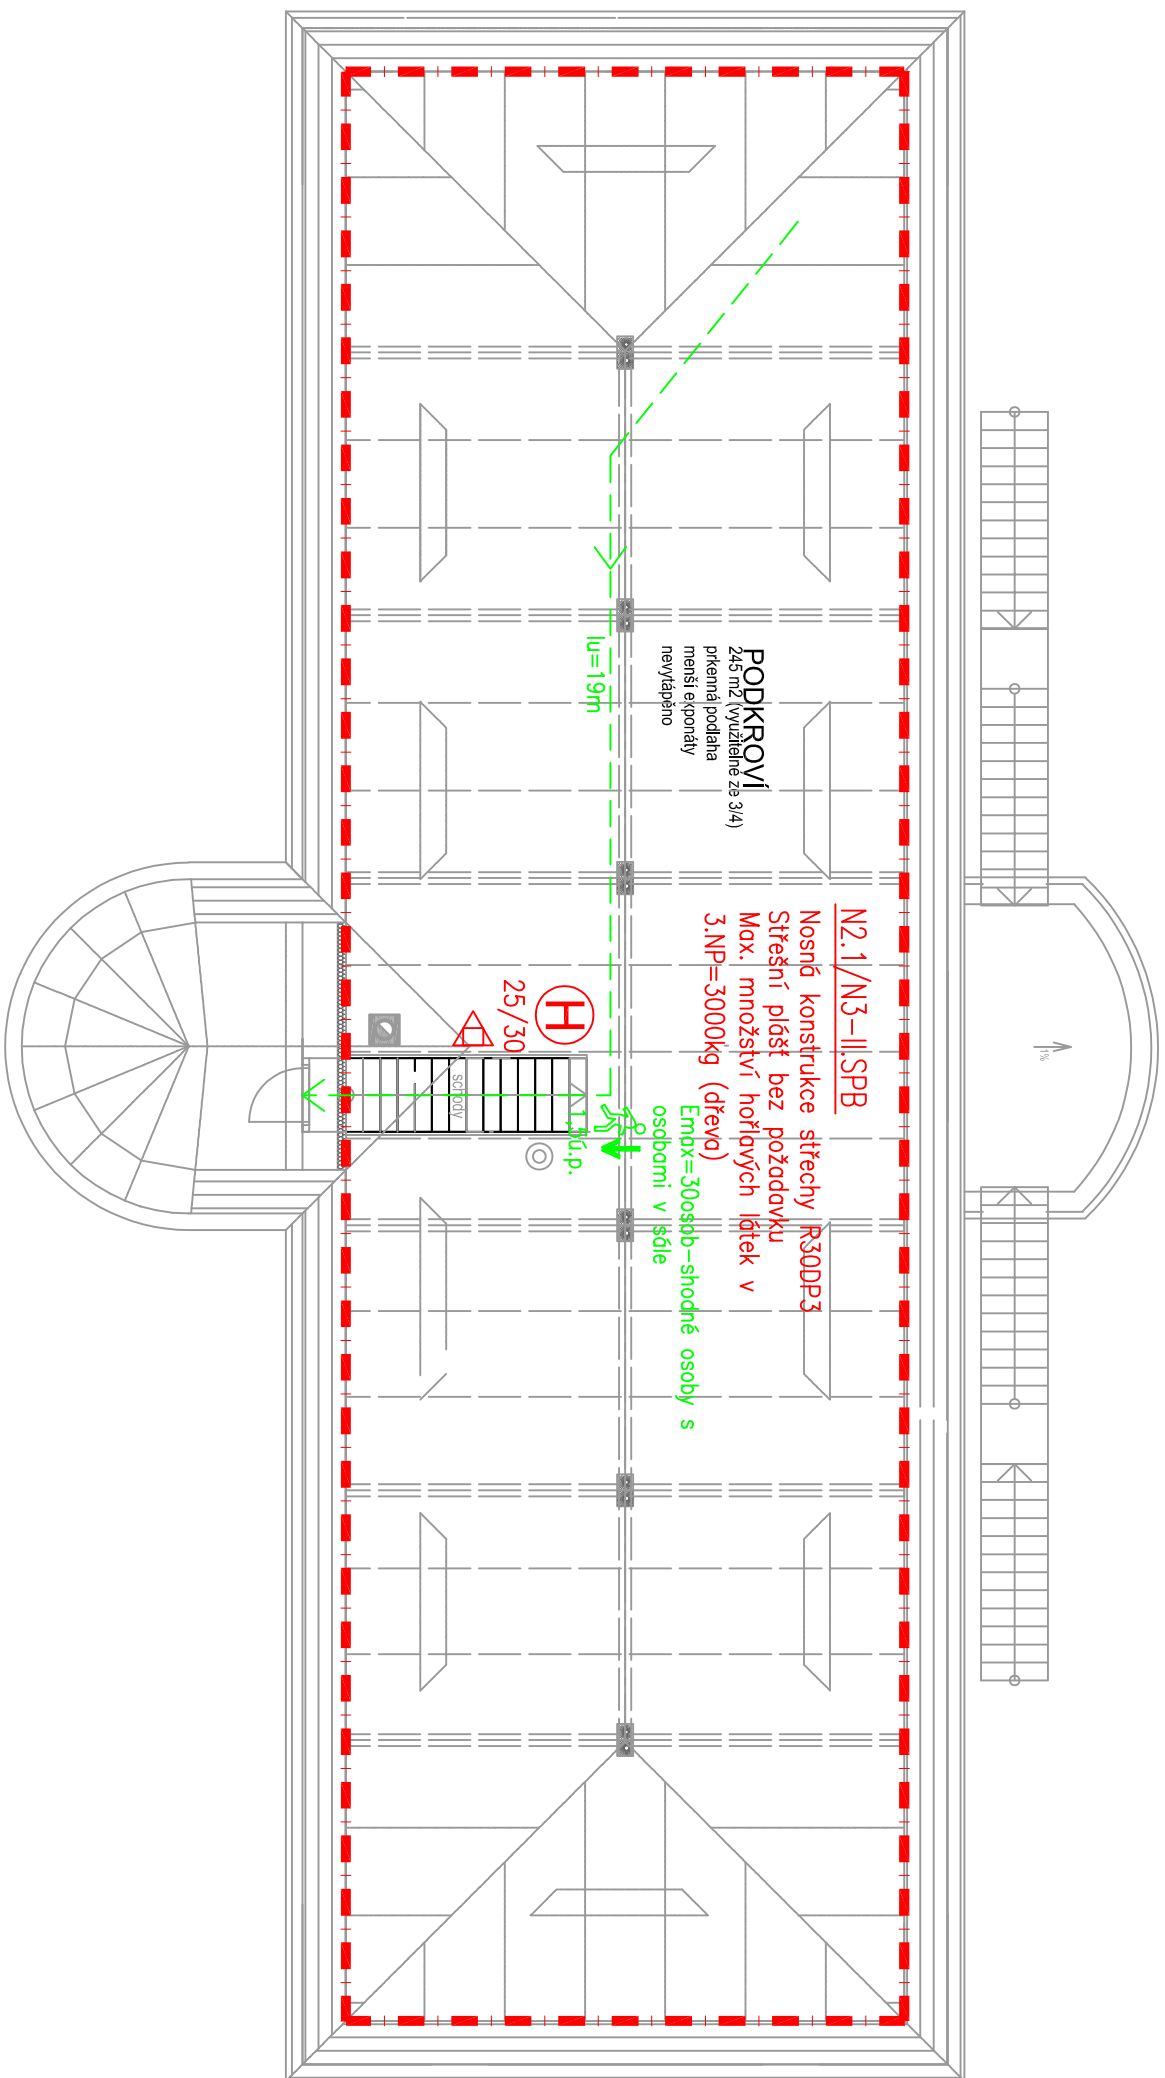 PODKROVÍ
245 m2 (využitelné ze 3/4)
prkenná podlaha
menší exponáty
nevytápěno
lu=19m
N2.1/N3-II.SPB
Nosná konstrukce střechy R30DP3
Střešní plášť bez požadavku
Max. množství hořlavých látek v
3.NP=3000kg (dřeva)
H
25/30
schody
Emax=30osob-shodné osoby s
osobami v sále
1,5ú.p.
1%